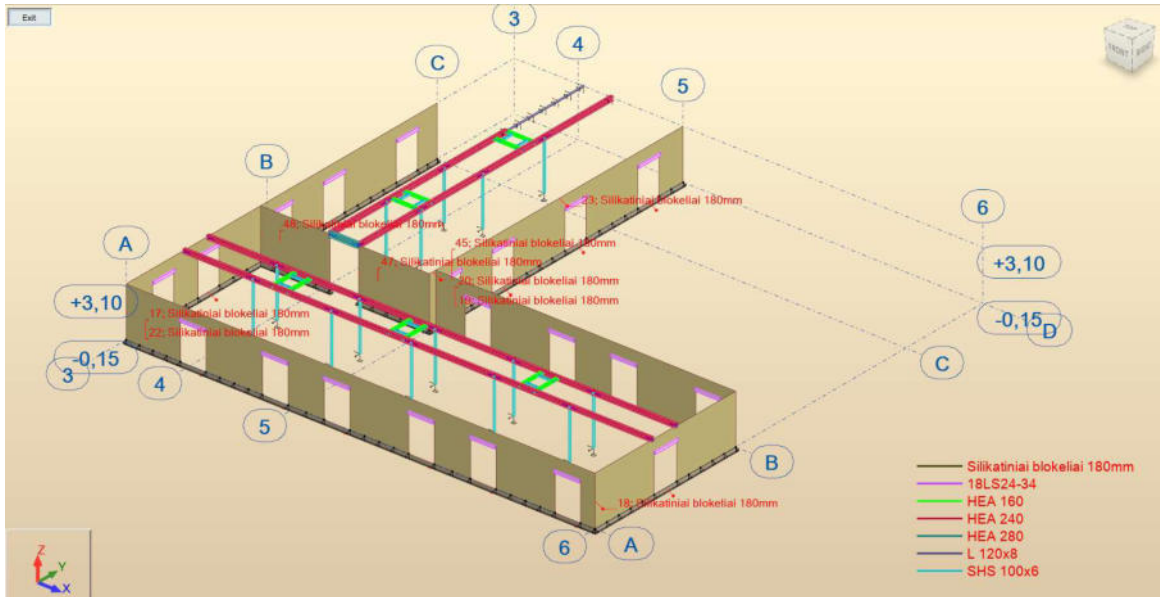 Exit
3
4
5
C
B
A
6
+3,10
-0,15
D
C
48; Silikatiniai blokeliai 180mm
23; Silikatiniai blokeliai 180mm
45; Silikatiniai blokeliai 180mm
47; Silikatiniai blokeliai 180mm
20; Silikatiniai blokeliai 180mm
Silikatiniai blokeliai 180mm
+3,10
17; Silikatiniai blokeliai 180mm
22; Silikatiniai blokeliai 180mm
-0,15
3
4
5
B
18; Silikatiniai blokeliai 180mm
6
A
Silikatiniai blokeliai 180mm
18LS24-34
HEA 160
HEA 240
HEA 280
L 120x8
SHS 100x6
FRONT
Z
Y
X